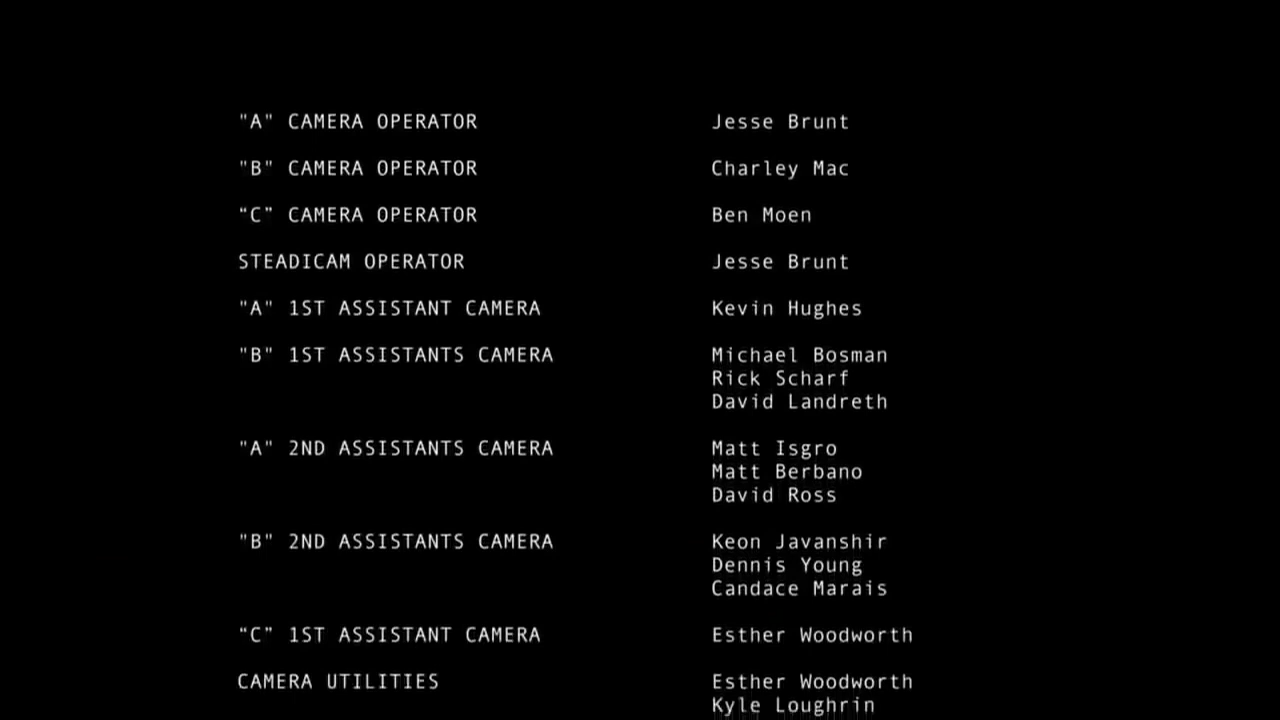 "A" CAMERA OPERATOR Jesse Brunt
"B" CAMERA OPERATOR Charley Mac
“C” CAMERA OPERATOR Ben Moen
STEADICAM OPERATOR Jesse Brunt
"A" 1ST ASSISTANT CAMERA Kevin Hughes
"B" 1ST ASSISTANTS CAMERA Michael Bosman
Rick Scharf
David Landreth
"A" 2ND ASSISTANTS CAMERA Matt Isgro
Matt Berbano
David Ross
"B" 2ND ASSISTANTS CAMERA Keon Javanshir
Dennis Young
Candace Marais
“C” 1ST ASSISTANT CAMERA Esther Woodworth
CAMERA UTILITIES Esther Woodworth
Kyle Loughrin